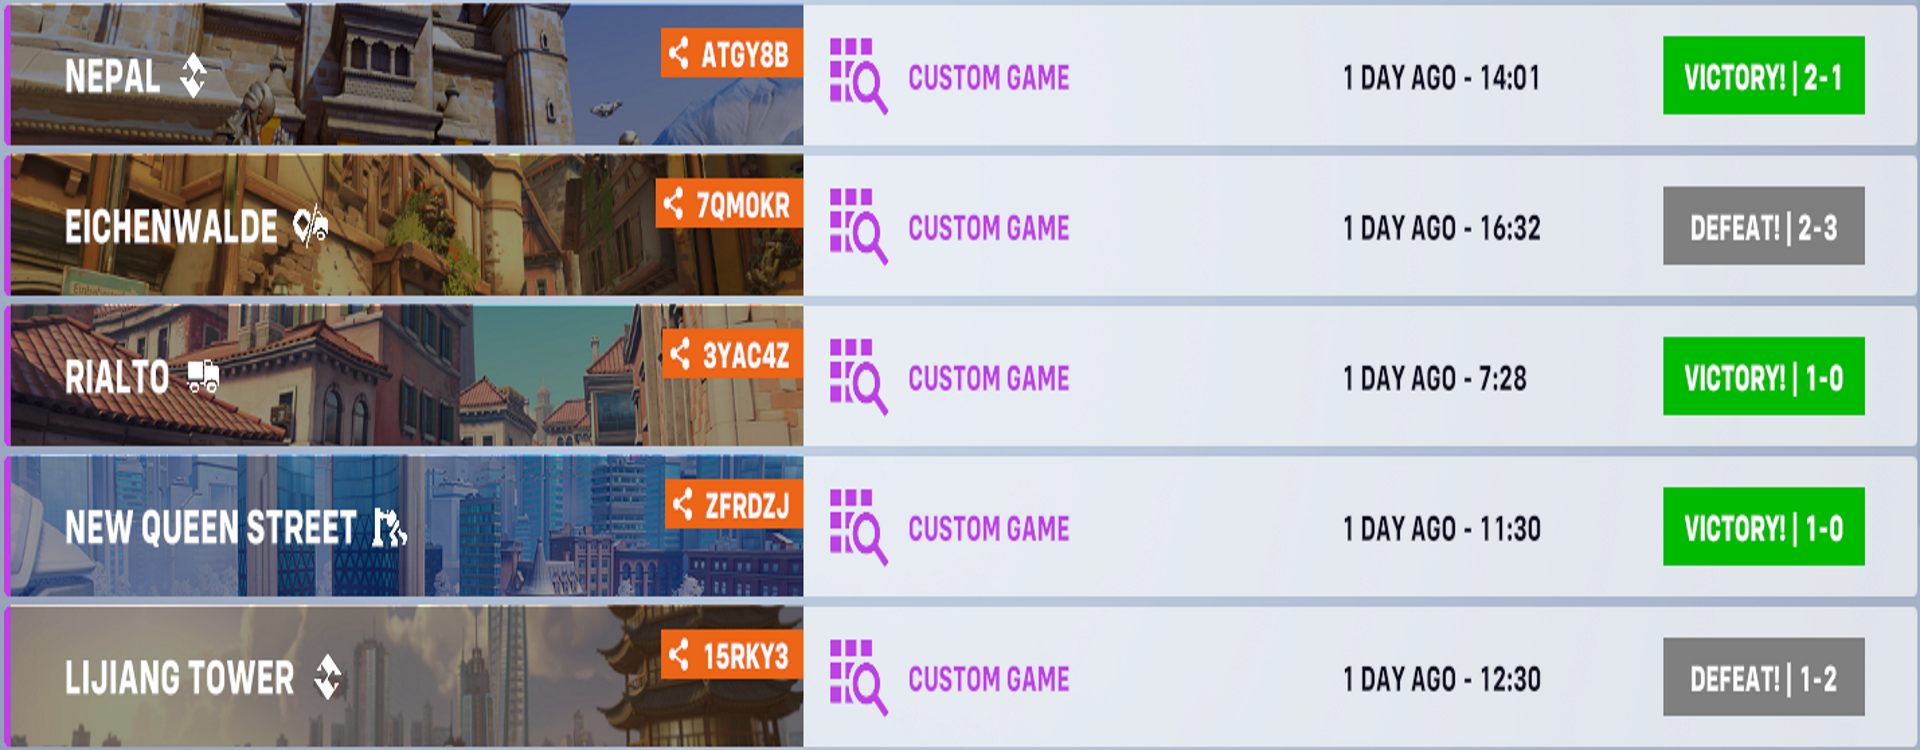 NEPAL
ATGY8B
CUSTOM GAME
1 DAY AGO - 14:01
VICTORY! | 2-1
EICHENWALDE
7QM0KR
CUSTOM GAME
1 DAY AGO - 16:32
DEFEAT! | 2-3
RIALTO
3YAC4Z
CUSTOM GAME
1 DAY AGO - 7:28
VICTORY! | 1-0
NEW QUEEN STREET
ZFRDZJ
CUSTOM GAME
1 DAY AGO - 11:30
VICTORY! | 1-0
LIJIANG TOWER
15RKY3
CUSTOM GAME
1 DAY AGO - 12:30
DEFEAT! | 1-2